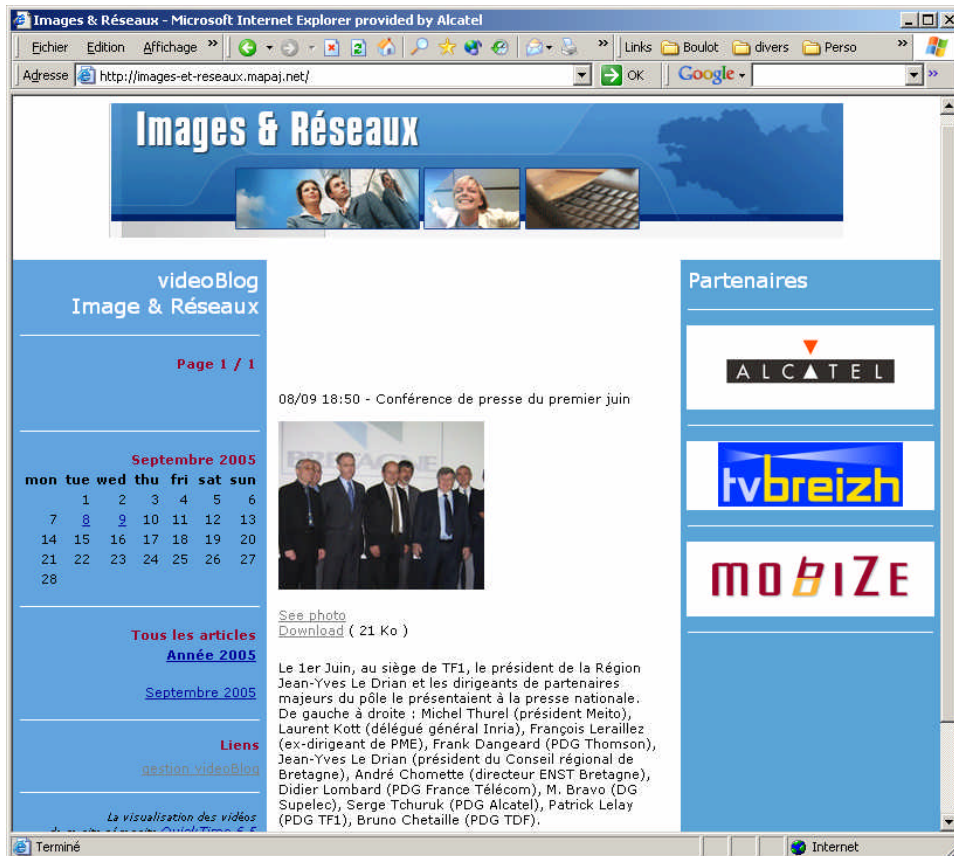 Images & Réseaux - Microsoft Internet Explorer provided by Alcatel
Eichier Edition Affichage » Links Boulot divers Perso »
Adresse http://images-et-reseaux.mapaj.net/ OK Google »
Images & Réseaux
videoBlog
Image & Réseaux
Page 1 / 1
Septembre 2005
mon tue wed thu fri sat sun
1 2 3 4 5 6
7 8 9 10 11 12 13
14 15 16 17 18 19 20
21 22 23 24 25 26 27
28
Tous les articles
Année 2005
Septembre 2005
Liens
gestion videoBlog
La visualisation des vidéos
QuickTime 6.5
08/09 18:50 - Conférence de presse du premier juin
BRETAGNE
See photo
Download ( 21 Ko )
Le 1er Juin, au siège de TF1, le président de la Région
Jean-Yves Le Drian et les dirigeants de partenaires
majeurs du pôle le présentaient à la presse nationale.
De gauche à droite : Michel Thurel (président Meito),
Laurent Kott (délégué général Inria), François Leraillez
(ex-dirigeant de PME), Frank Dangeard (PDG Thomson),
Jean-Yves Le Drian (président du Conseil régional de
Bretagne), André Chomette (directeur ENST Bretagne),
Didier Lombard (PDG France Télécom), M. Bravo (DG
Supelec), Serge Tchuruk (PDG Alcatel), Patrick Lelay
(PDG TF1), Bruno Chetaille (PDG TDF).
Partenaires
ALCATEL
tvbreizh
MOBIZE
Terminé Internet